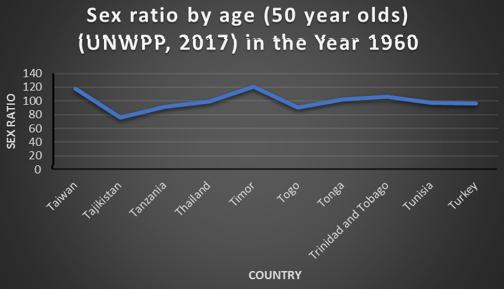 Sex ratio by age (50 year olds)
(UNWPP, 2017) in the Year 1960
140
120
100
80
60
40
20
0
SEX RATIO
Taiwan
Tajikistan
Tanzania
Thailand
Timor
Togo
Tonga
Trinidad and Tobago
Tunisia
Turkey
COUNTRY